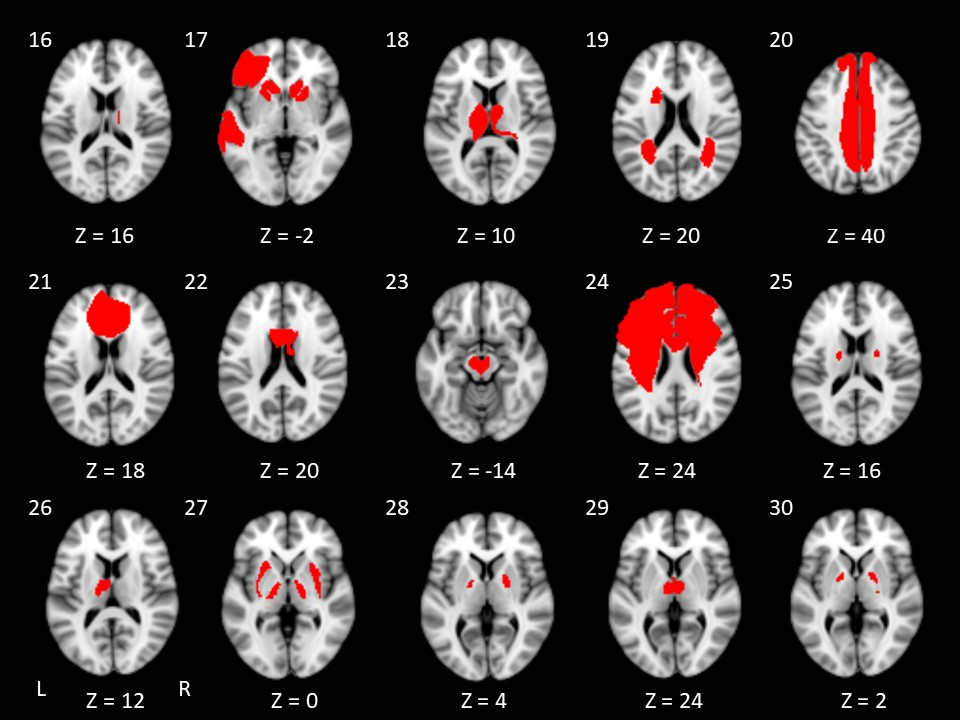 16 17 18 19 20
Z = 16 Z = -2 Z = 10 Z = 20 Z = 40
21 22 23 24 25
Z = 18 Z = 20 Z = -14 Z = 24 Z = 16
26 27 28 29 30
L R
Z = 12 Z = 0 Z = 4 Z = 24 Z = 2